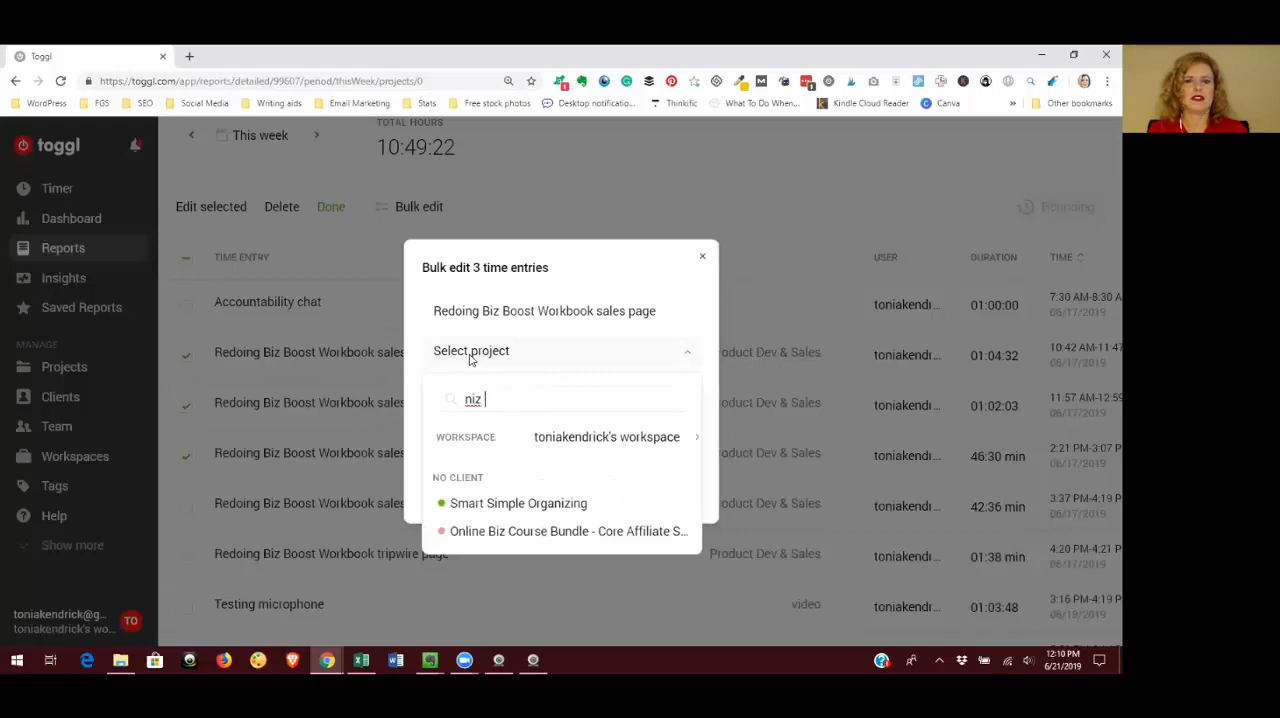 Toggl
https://toggl.com/app/reports/detailed/99607/period/thisWeek/projects/0
WordPress FGS SEO Social Media Writing aids Email Marketing Stats Free stock photos Desktop notificatio... Thinkific What To Do When... Kindle Cloud Reader Canva » Other bookmarks
toggl
Timer
Dashboard
Reports
Insights
Saved Reports
MANAGE
Projects
Clients
Team
Workspaces
Tags
Help
Show more
toniakendrick@g...
toniakendrick's wo...
TO
This week
TOTAL HOURS
10:49:22
Edit selected Delete Done Bulk edit Rounding
TIME ENTRY USER DURATION TIME
Accountability chat toniakendr... 01:00:00 7:30 AM-8:30 A
06/17/2019
Redoing Biz Boost Workbook sales roduct Dev & Sales toniakendr... 01:04:32 10:42 AM-11:47
06/17/2019
Redoing Biz Boost Workbook sales roduct Dev & Sales toniakendr... 01:02:03 11:57 AM-12:59
06/17/2019
Redoing Biz Boost Workbook sales roduct Dev & Sales toniakendr... 46:30 min 2:21 PM-3:07 P
06/17/2019
Redoing Biz Boost Workbook sales roduct Dev & Sales toniakendr... 42:36 min 3:37 PM-4:19 P
06/17/2019
Redoing Biz Boost Workbook tripwire page Product Dev & Sales toniakendr... 01:38 min 4:20 PM-4:21 P
06/17/2019
Testing microphone video toniakendr... 01:03:48 3:16 PM-4:19 P
06/18/2019
Bulk edit 3 time entries
×
Redoing Biz Boost Workbook sales page
Select project
niz
WORKSPACE toniakendrick's workspace
NO CLIENT
Smart Simple Organizing
Online Biz Course Bundle - Core Affiliate S...
12:10 PM
6/21/2019